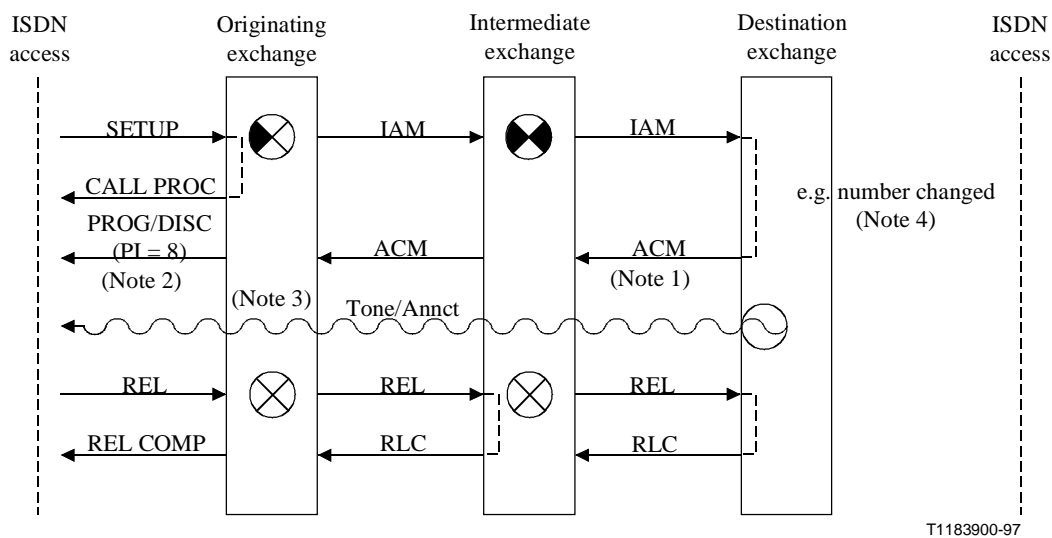 ISDN
access
Originating
exchange
Intermediate
exchange
Destination
exchange
ISDN
access
SETUP
IAM
IAM
CALL PROC
e.g. number changed
(Note 4)
PROG/DISC
(PI = 8)
(Note 2)
ACM
ACM
(Note 1)
(Note 3)
Tone/Annct
REL
REL
REL
REL COMP
RLC
RLC
T1183900-97